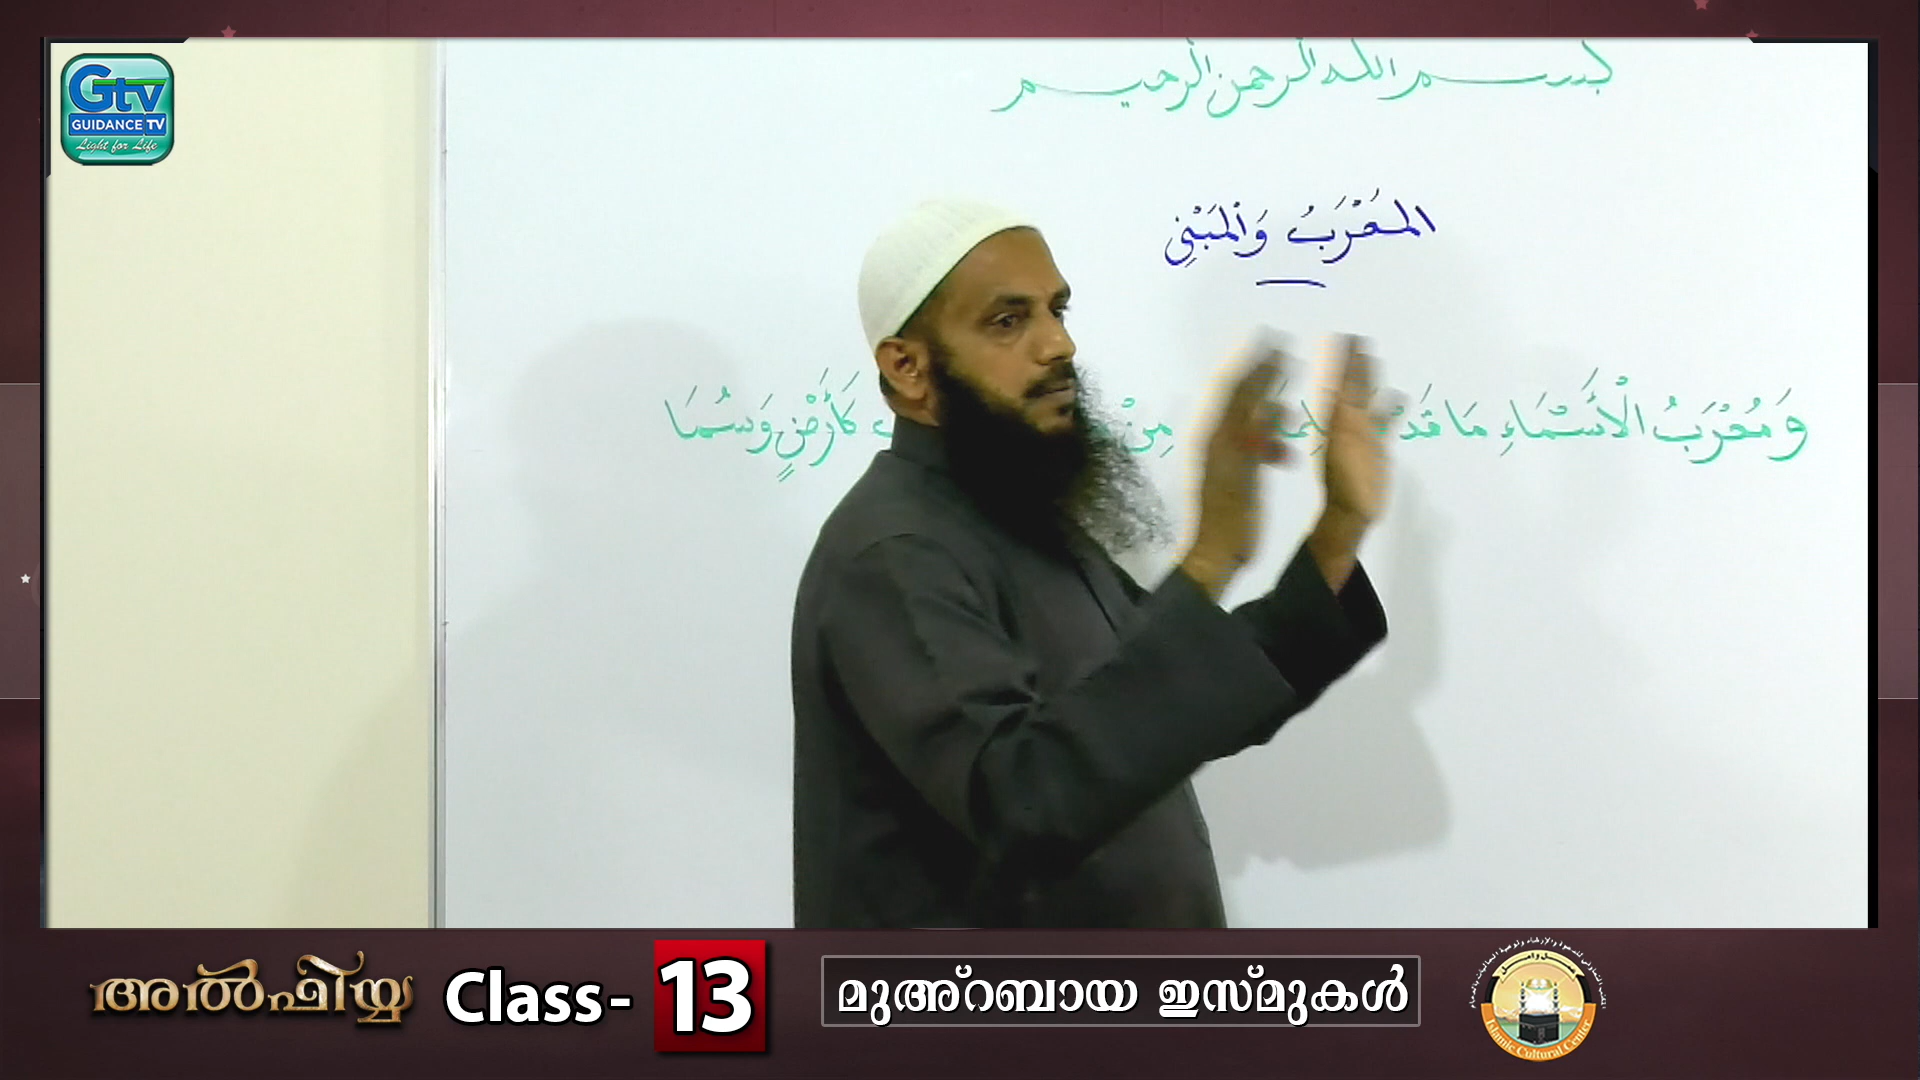 Gtv
GUIDANCE TV
Light for Life
بسم الله الرحمن الرحيم
المُعْرَبُ وَالمَبْنِي
وَمُعْرَبُ الْأَسْمَاءِ مَا قَدْ مِنْ كَأَرْضٍ وَسُمَا
അൽഫിയ്യ Class- 13 മുഅ്റബായ ഇസ്മുകൾ
Islamic Cultural Center